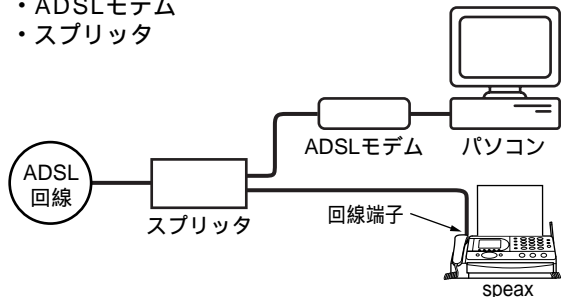 ・ADSLモデム
・スプリッタ
ADSL
回線
スプリッタ
ADSLモデム
パソコン
回線端子
speax